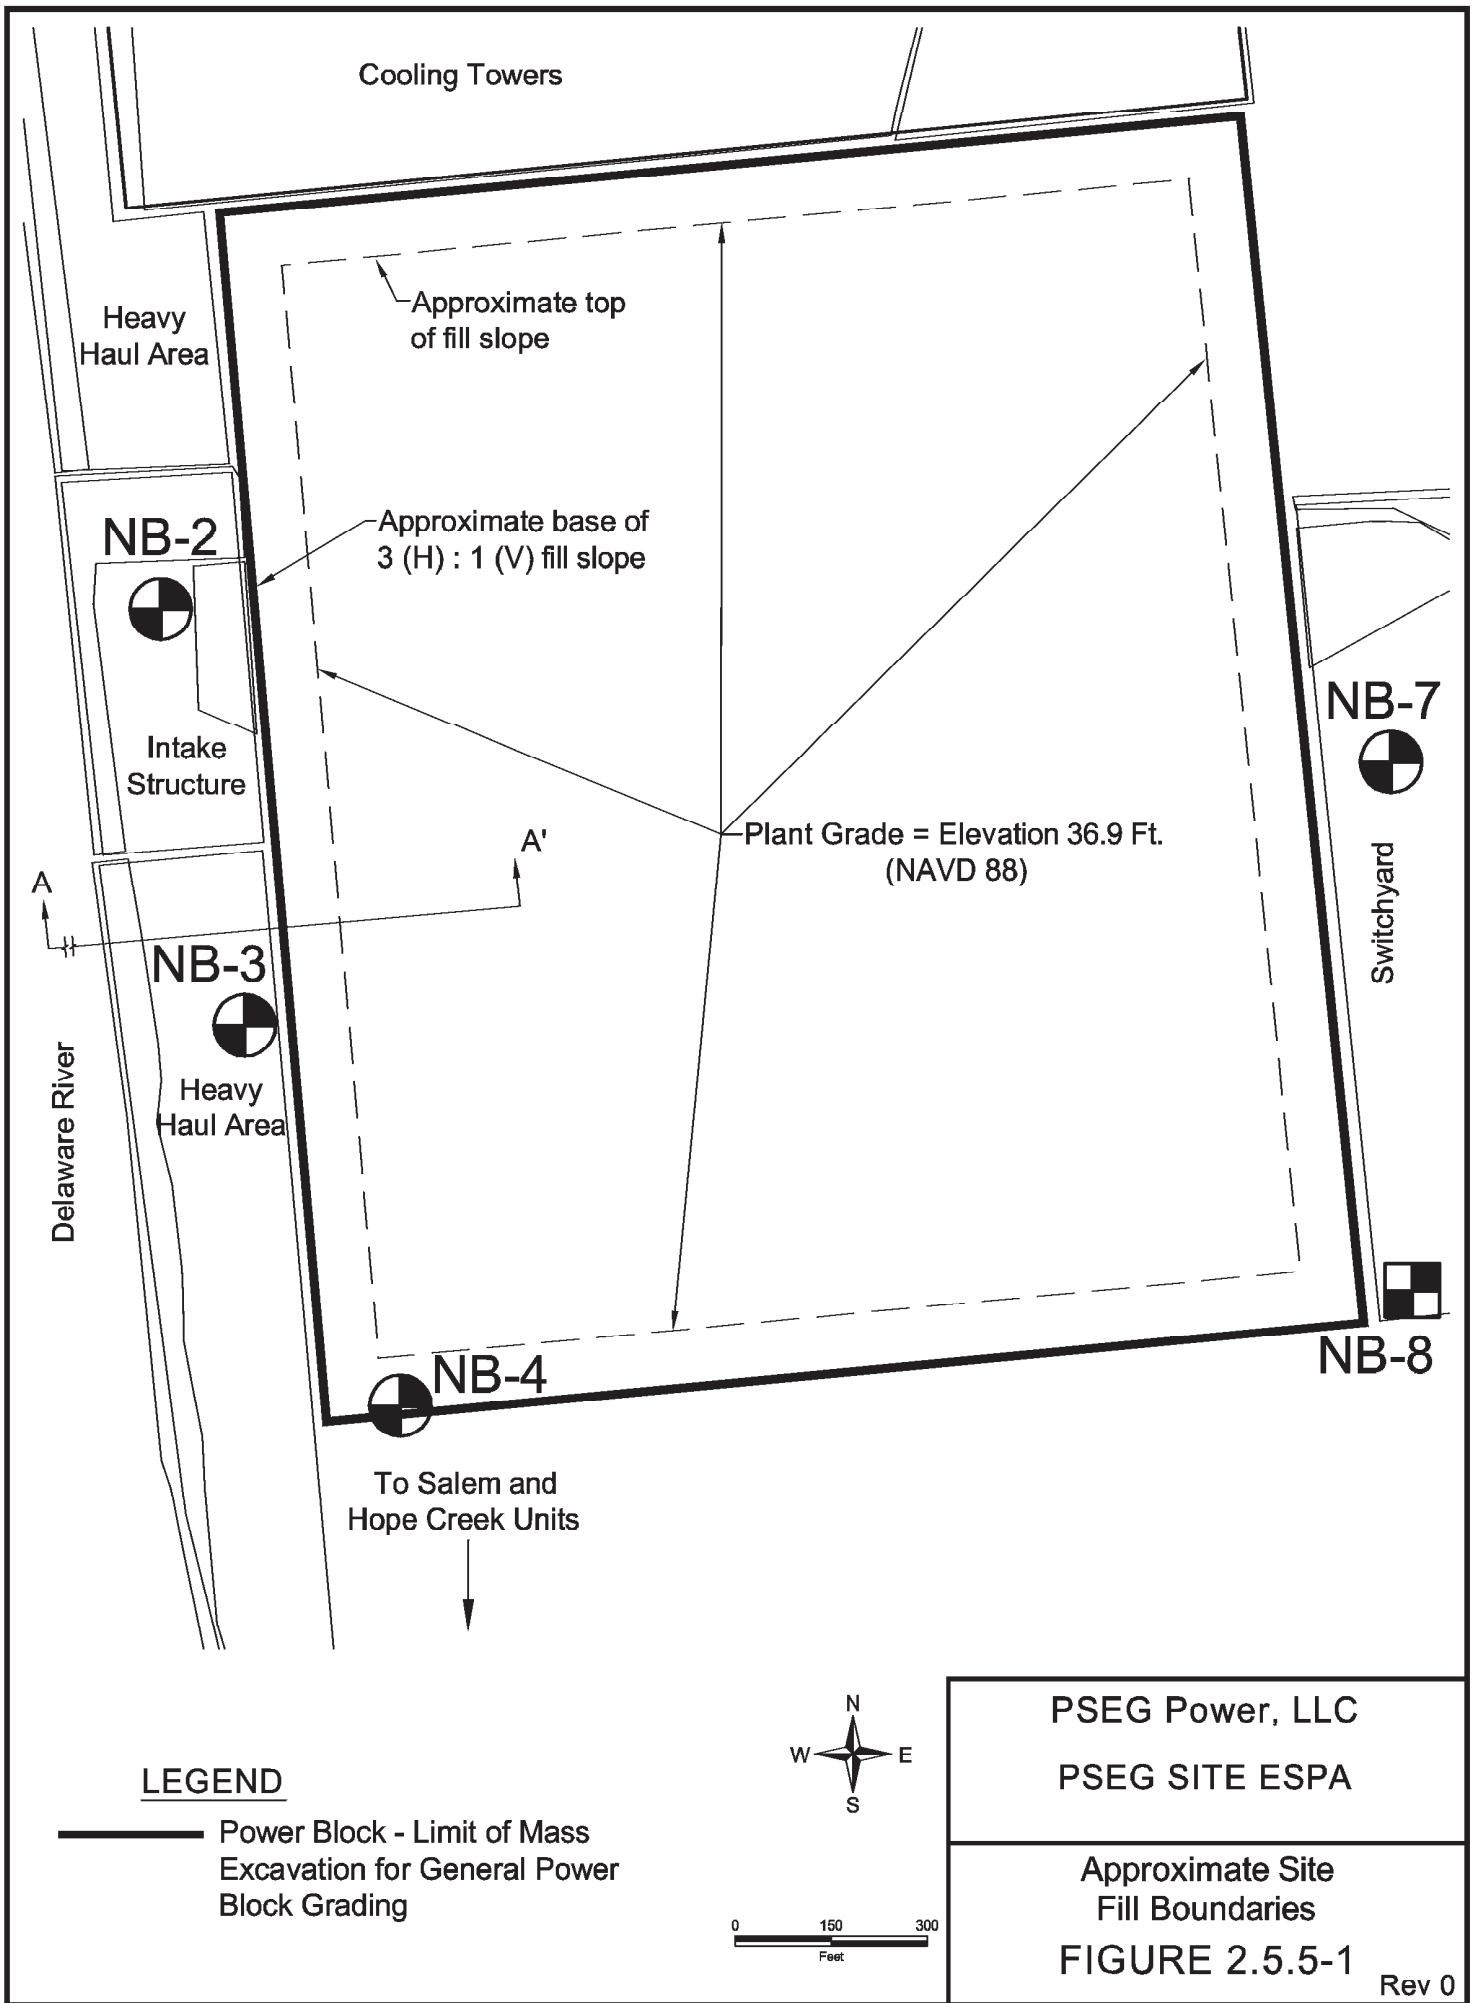 Cooling Towers
Approximate top
of fill slope
Heavy
Haul Area
NB-2
Approximate base of
3 (H) : 1 (V) fill slope
Intake
Structure
NB-7
Plant Grade = Elevation 36.9 Ft.
(NAVD 88)
A
A'
Switchyard
NB-3
Delaware River
Heavy
Haul Area
NB-4
NB-8
To Salem and
Hope Creek Units
LEGEND
Power Block - Limit of Mass
Excavation for General Power
Block Grading
N
W E
S
0 150 300
Feet
PSEG Power, LLC
PSEG SITE ESPA
Approximate Site
Fill Boundaries
FIGURE 2.5.5-1
Rev 0